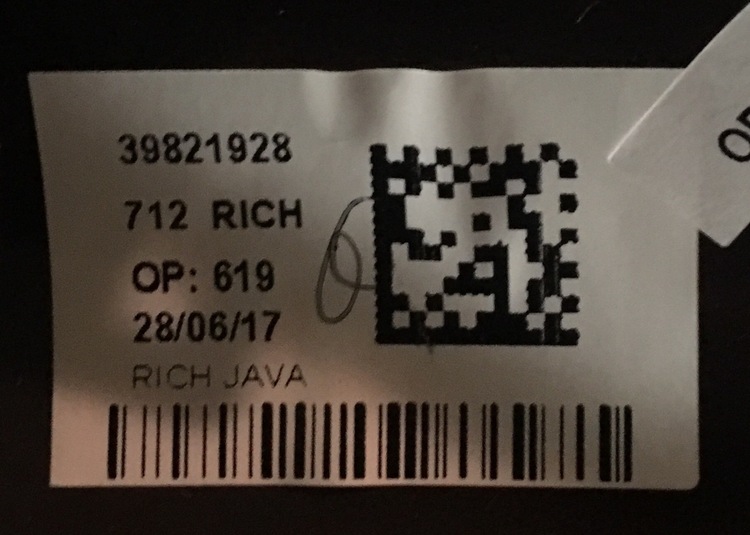 39821928
712 RICH
OP: 619
28/06/17
RICH JAVA